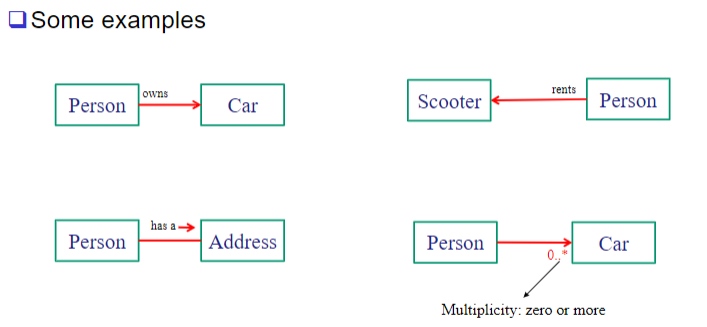 Some examples
owns
Person
Car
rents
Scooter
Person
has a
Person
Address
Person
Car
0..*
Multiplicity: zero or more